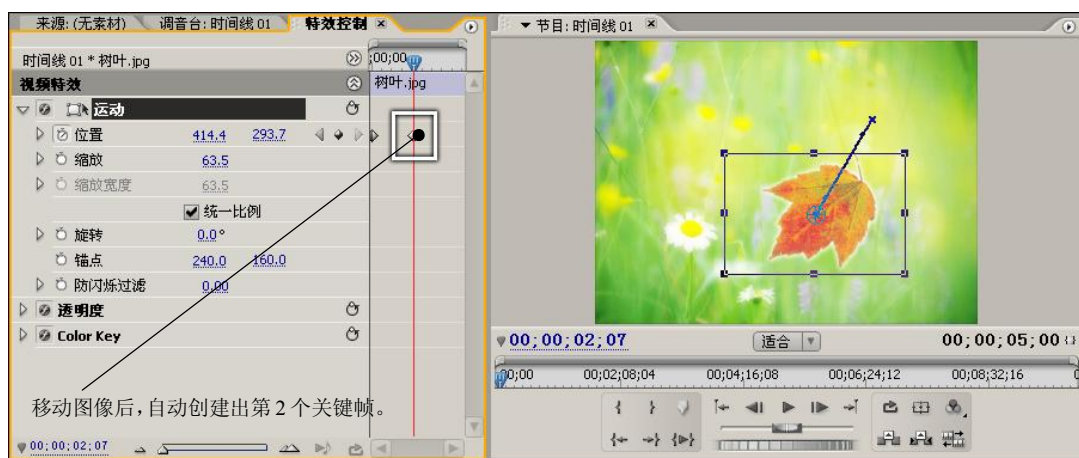 来源: (无素材)
调音台: 时间线 01
特效控制
时间线 01 * 树叶.jpg
;00;00
视频特效
树叶.jpg
运动
位置 414.4 293.7
缩放 63.5
缩放宽度 63.5
统一比例
旋转 0.0°
锚点 240.0 160.0
防闪烁过滤 0.00
透明度
Color Key
移动图像后,自动创建出第 2 个关键帧。
00;00;02;07
节目: 时间线 01
00;00;02;07
适合
00;00;05;00
0;00 00;02;08;04 00;04;16;08 00;06;24;12 00;08;32;16